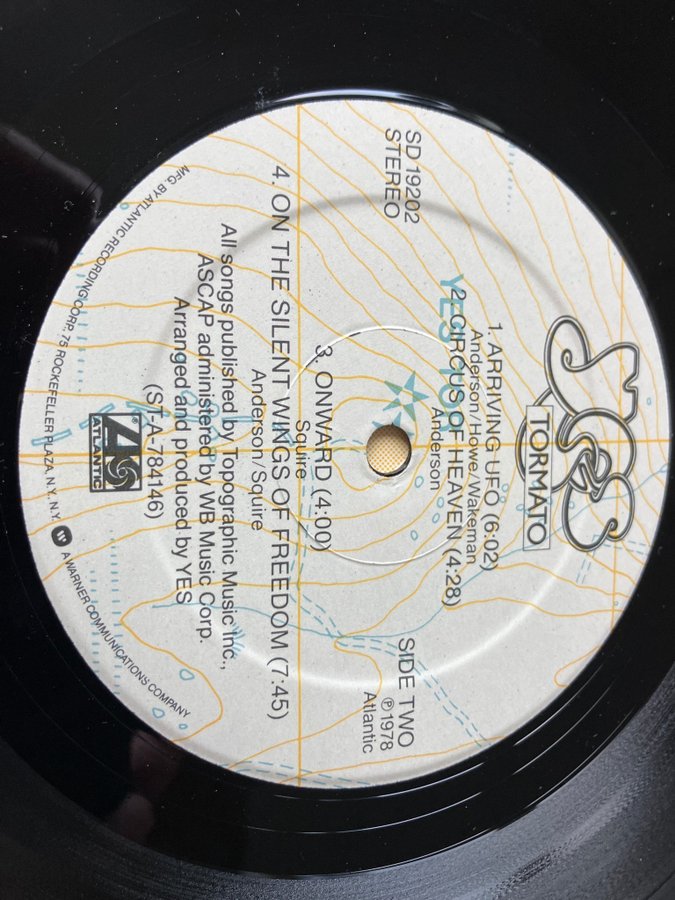 YES
TORMATO
SD 19202
STEREO
SIDE TWO
℗ 1978
Atlantic
1. ARRIVING UFO (6:02)
Anderson/Howe/Wakeman
YES TOR
2. CIRCUS OF HEAVEN (4:28)
Anderson
3. ONWARD (4:00)
Squire
4. ON THE SILENT WINGS OF FREEDOM (7:45)
Anderson/Squire
All songs published by Topographic Music Inc.,
ASCAP administered by WB Music Corp.
Arranged and produced by YES
(ST-A-784146)
ATLANTIC
®
MFG. BY ATLANTIC RECORDING CORP., 75 ROCKEFELLER PLAZA, N.Y., N.Y. W A WARNER COMMUNICATIONS COMPANY